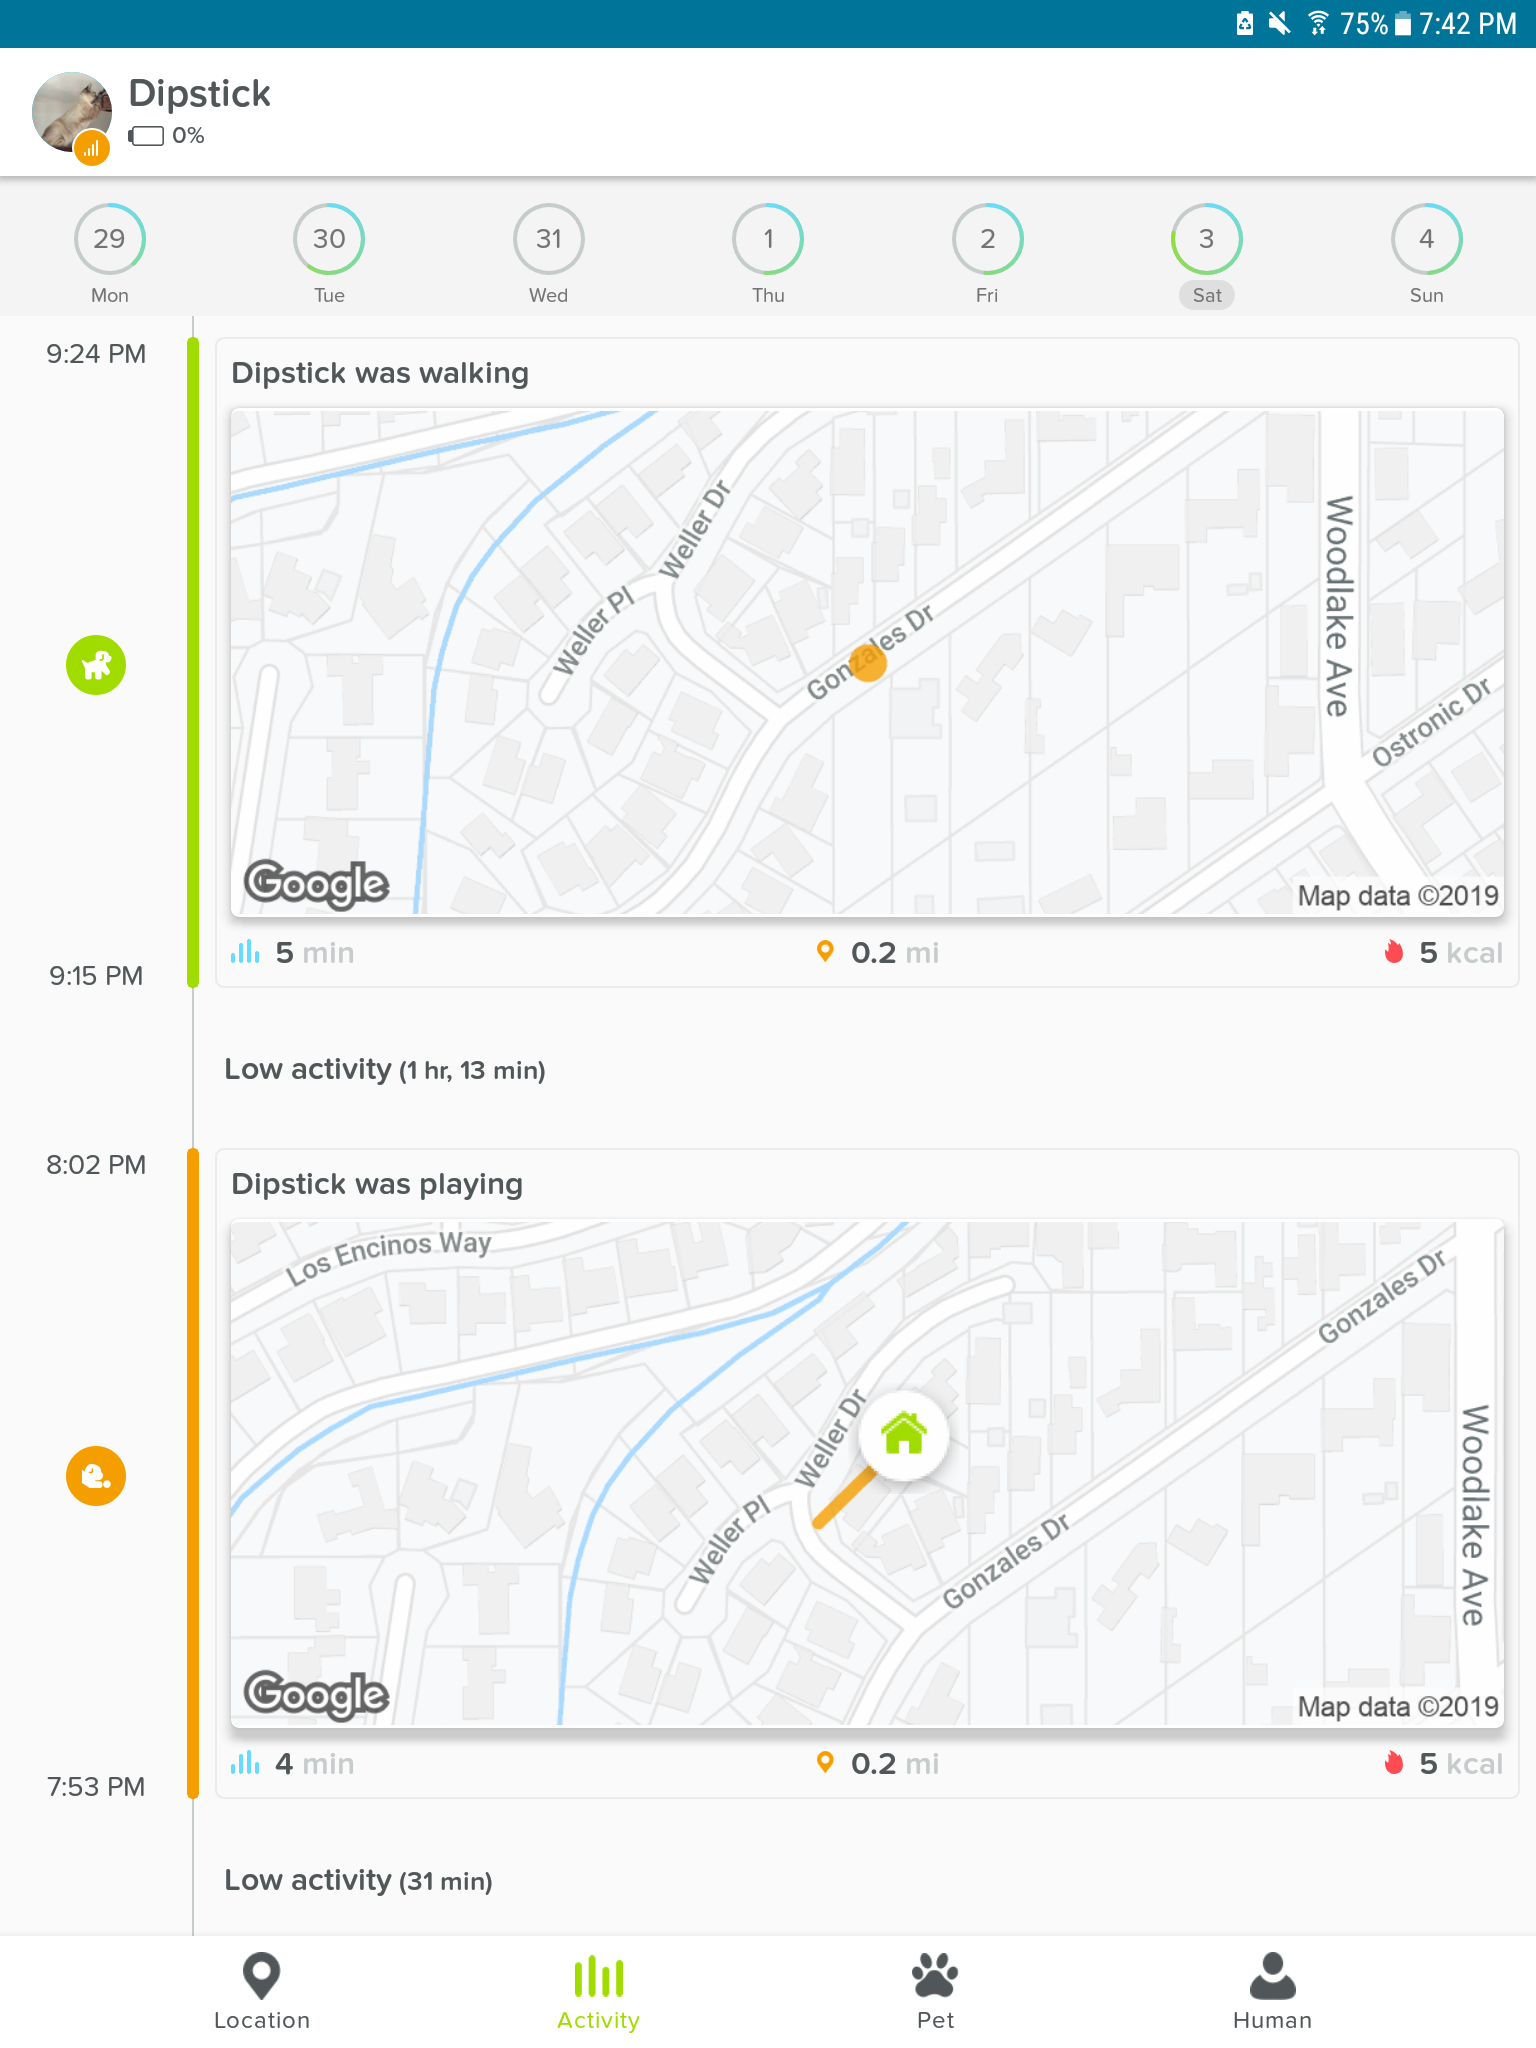 75% 7:42 PM
Dipstick
0%
29 30 31 1 2 3 4
Mon Tue Wed Thu Fri Sat Sun
9:24 PM
Dipstick was walking
Weller Dr
Weller Pl
Gonzales Dr
Woodlake Ave
Ostronic Dr
Google
Map data ©2019
5 min 0.2 mi 5 kcal
9:15 PM
Low activity (1 hr, 13 min)
8:02 PM
Dipstick was playing
Los Encinos Way
Gonzales Dr
Weller Dr
Weller Pl
Gonzales Dr
Woodlake Ave
Google
Map data ©2019
4 min 0.2 mi 5 kcal
7:53 PM
Low activity (31 min)
Location Activity Pet Human